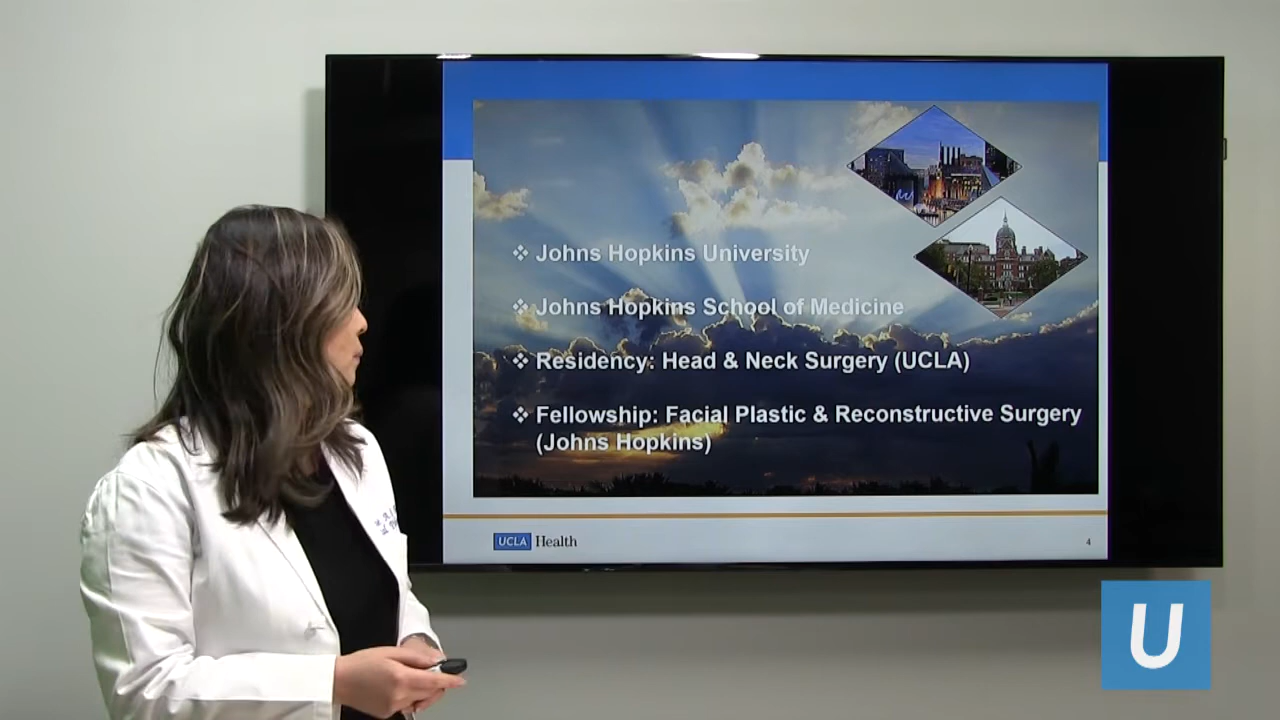 ❖ Johns Hopkins University
❖ Johns Hopkins School of Medicine
❖ Residency: Head & Neck Surgery (UCLA)
❖ Fellowship: Facial Plastic & Reconstructive Surgery
(Johns Hopkins)
UCLA Health
4
U